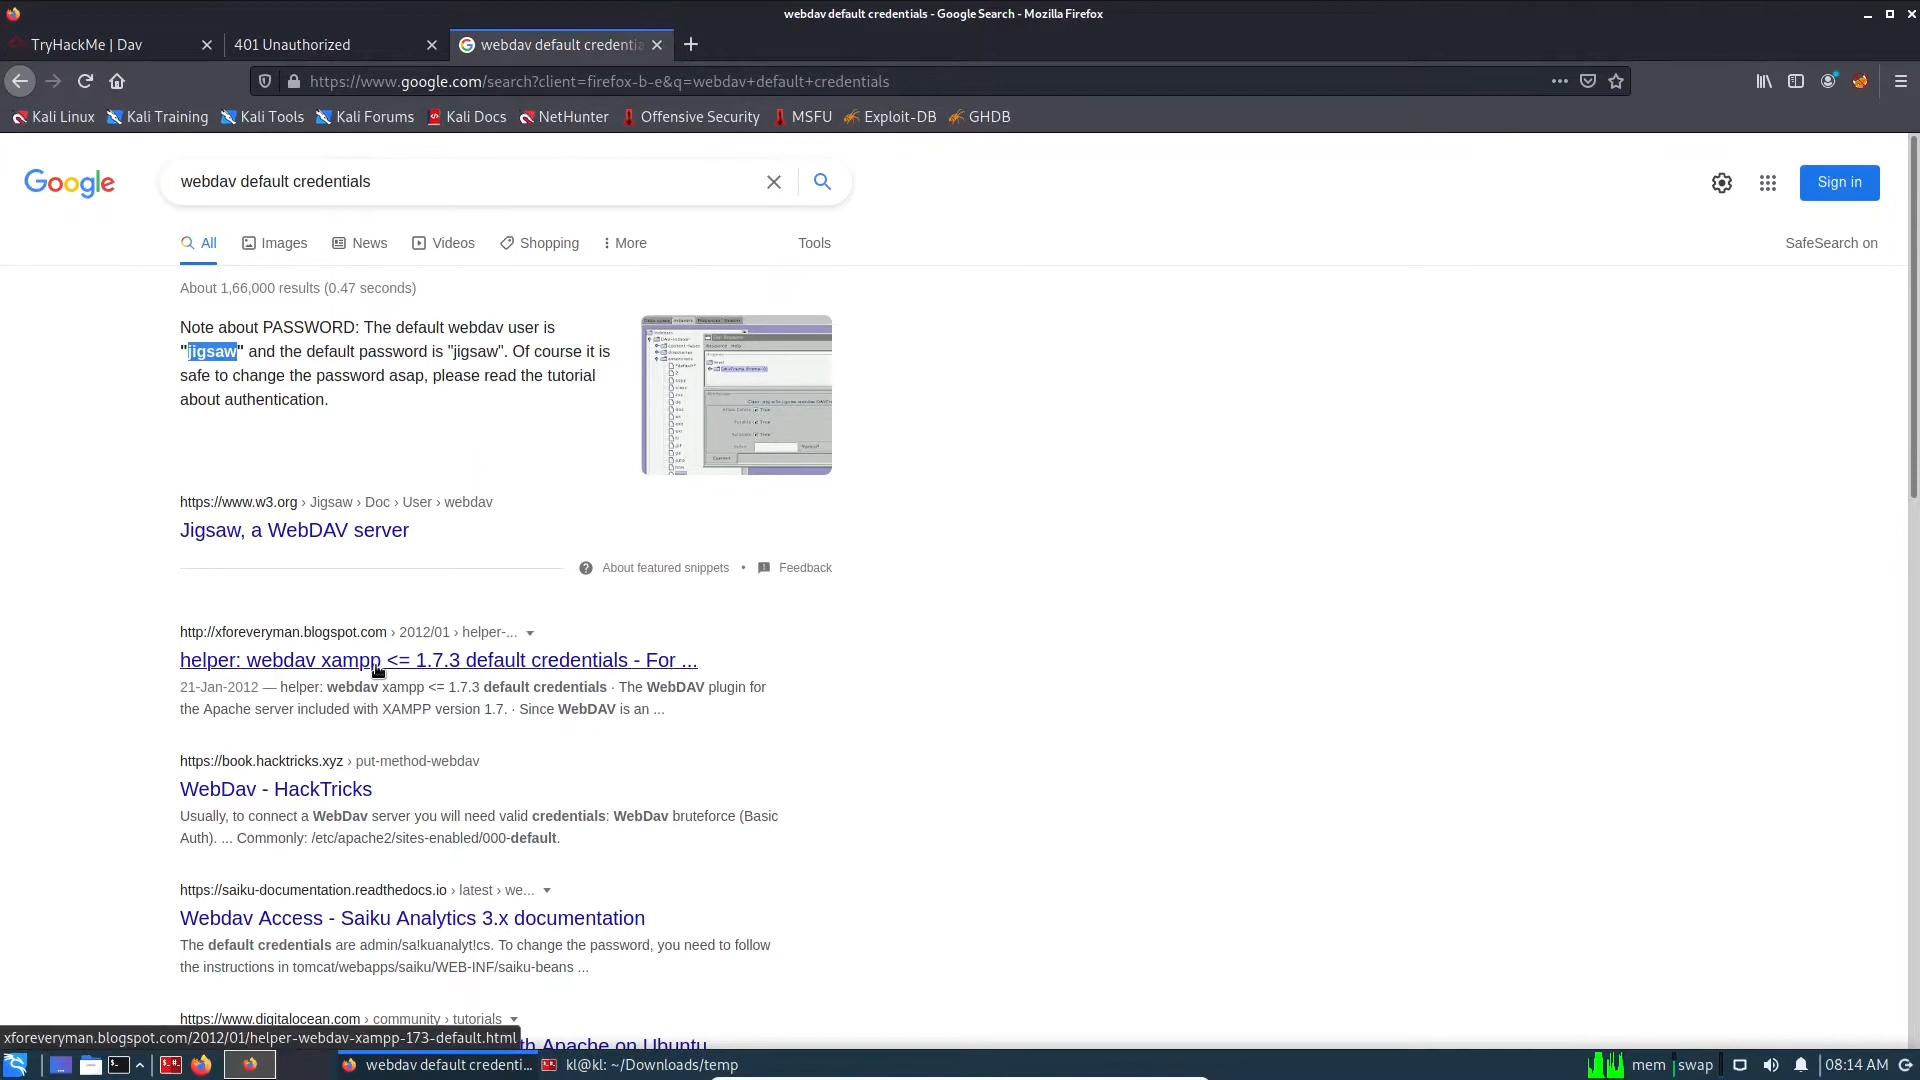 webdav default credentials - Google Search - Mozilla Firefox
TryHackMe | Dav
401 Unauthorized
webdav default credentia
https://www.google.com/search?client=firefox-b-e&q=webdav+default+credentials
Kali Linux Kali Training Kali Tools Kali Forums Kali Docs NetHunter Offensive Security MSFU Exploit-DB GHDB
Google
webdav default credentials
Sign in
All Images News Videos Shopping More Tools
SafeSearch on
About 1,66,000 results (0.47 seconds)
Note about PASSWORD: The default webdav user is
"jigsaw" and the default password is "jigsaw". Of course it is
safe to change the password asap, please read the tutorial
about authentication.
https://www.w3.org › Jigsaw › Doc › User › webdav
Jigsaw, a WebDAV server
About featured snippets • Feedback
http://xforeveryman.blogspot.com › 2012/01 › helper-...
helper: webdav xampp <= 1.7.3 default credentials - For ...
21-Jan-2012 — helper: webdav xampp <= 1.7.3 default credentials · The WebDAV plugin for
the Apache server included with XAMPP version 1.7. · Since WebDAV is an ...
https://book.hacktricks.xyz › put-method-webdav
WebDav - HackTricks
Usually, to connect a WebDav server you will need valid credentials: WebDav bruteforce (Basic
Auth). ... Commonly: /etc/apache2/sites-enabled/000-default.
https://saiku-documentation.readthedocs.io › latest › we...
Webdav Access - Saiku Analytics 3.x documentation
The default credentials are admin/sa!kuanalyt!cs. To change the password, you need to follow
the instructions in tomcat/webapps/saiku/WEB-INF/saiku-beans ...
https://www.digitalocean.com › community › tutorials
th Apache on Ubuntu
xforeveryman.blogspot.com/2012/01/helper-webdav-xampp-173-default.html
webdav default credenti...
kl@kl: ~/Downloads/temp
mem swap 08:14 AM